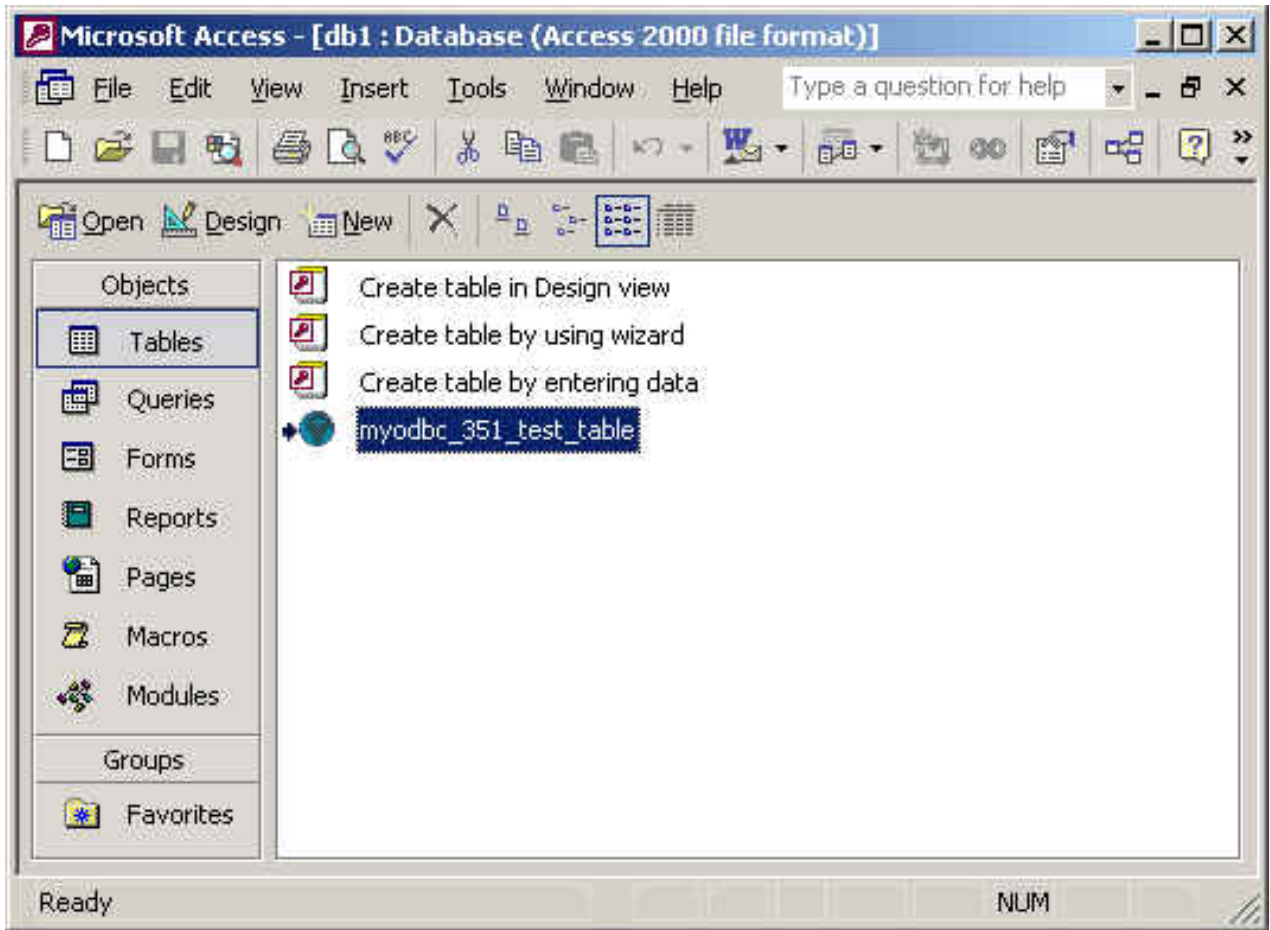 Microsoft Access - [db1 : Database (Access 2000 file format)]
File Edit View Insert Tools Window Help Type a question for help
ABC W ?
Open Design New
Objects
Tables
Queries
Forms
Reports
Pages
Macros
Modules
Groups
Favorites
Create table in Design view
Create table by using wizard
Create table by entering data
myodbc_351_test_table
Ready NUM